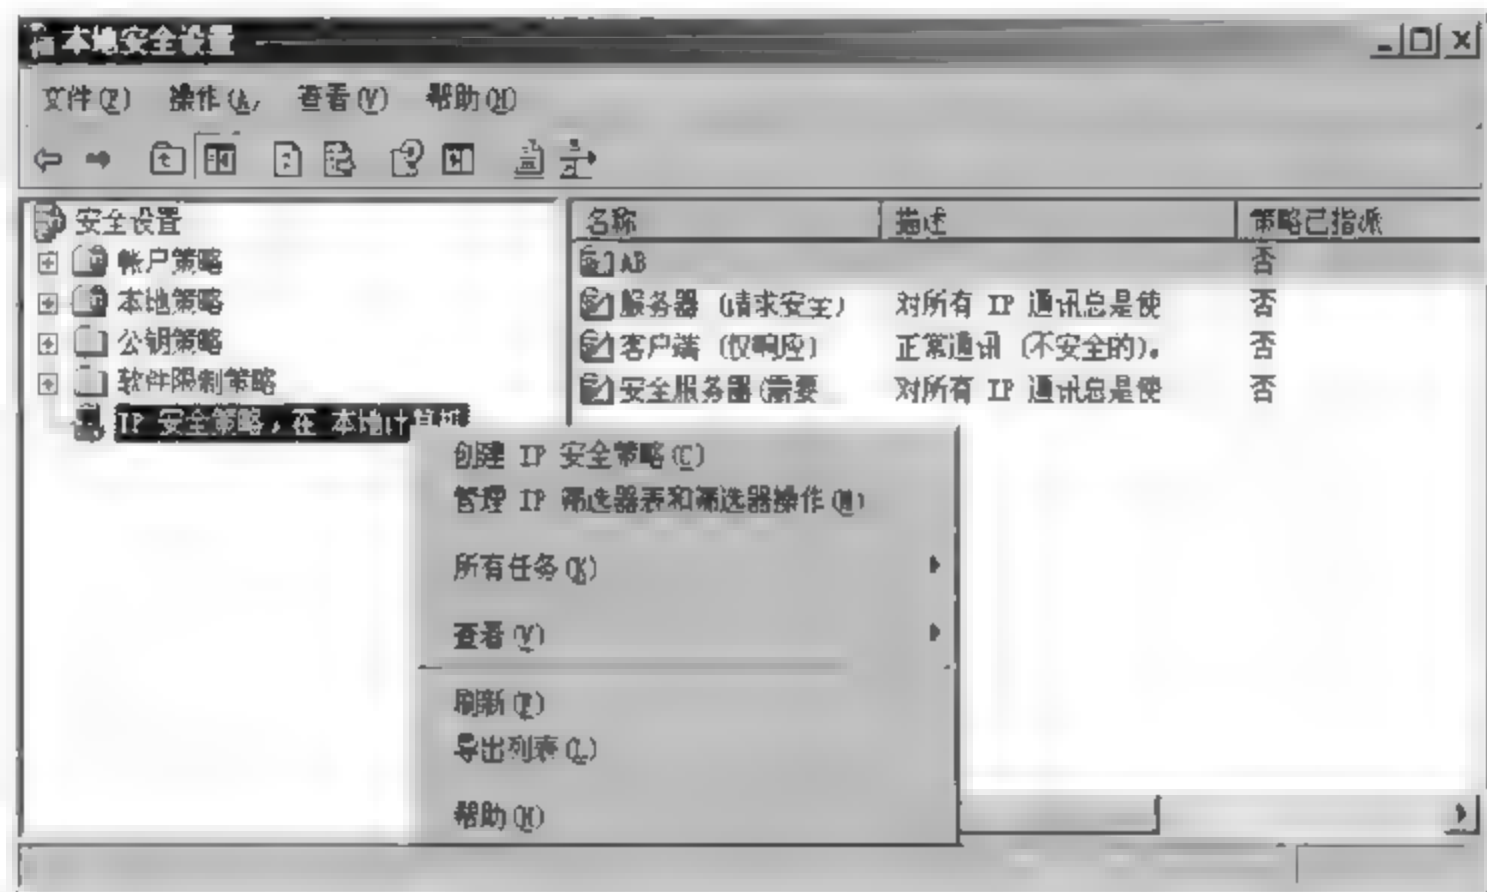 本地安全设置
文件(F) 操作(A) 查看(V) 帮助(H)
安全设置
帐户策略
本地策略
公钥策略
软件限制策略
IP 安全策略，在 本地计算机
名称 描述 策略已指派
AB 否
服务器 (请求安全) 对所有 IP 通讯总是使 否
客户端 (仅响应) 正常通讯 (不安全的)。 否
安全服务器(需要 对所有 IP 通讯总是使 否
创建 IP 安全策略(C)
管理 IP 筛选器表和筛选器操作(M)
所有任务(K)
查看(V)
刷新(F)
导出列表(L)
帮助(H)